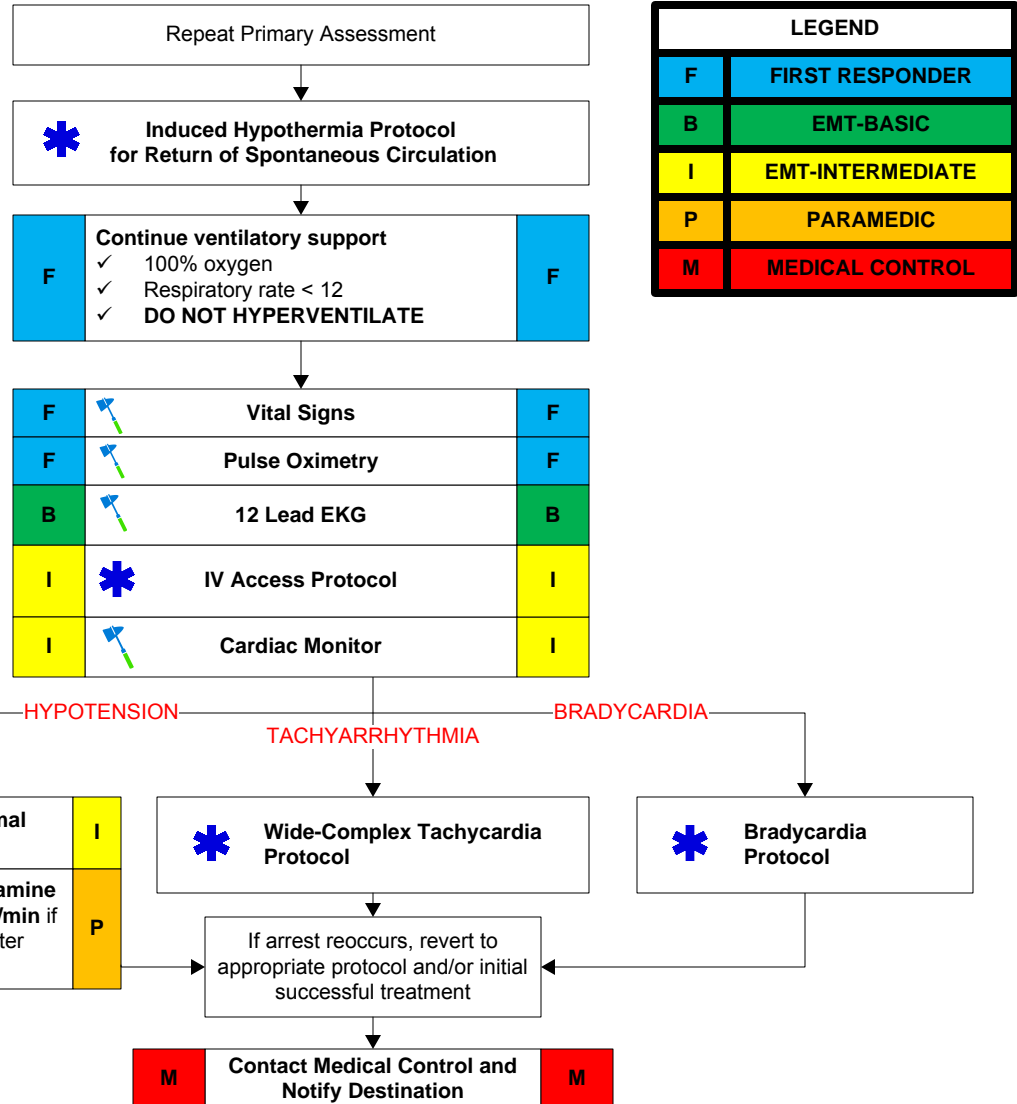 Repeat Primary Assessment
Induced Hypothermia Protocol
for Return of Spontaneous Circulation
F
Continue ventilatory support
✓ 100% oxygen
✓ Respiratory rate < 12
✓ DO NOT HYPERVENTILATE
F
F
Vital Signs
F
F
Pulse Oximetry
F
B
12 Lead EKG
B
I
IV Access Protocol
I
I
Cardiac Monitor
I
LEGEND
F FIRST RESPONDER
B EMT-BASIC
I EMT-INTERMEDIATE
P PARAMEDIC
M MEDICAL CONTROL
HYPOTENSION
TACHYARRHYTHMIA
BRADYCARDIA
I
/min if
P
Wide-Complex Tachycardia
Protocol
Bradycardia
Protocol
If arrest reoccurs, revert to
appropriate protocol and/or initial
successful treatment
M
Contact Medical Control and
Notify Destination
M